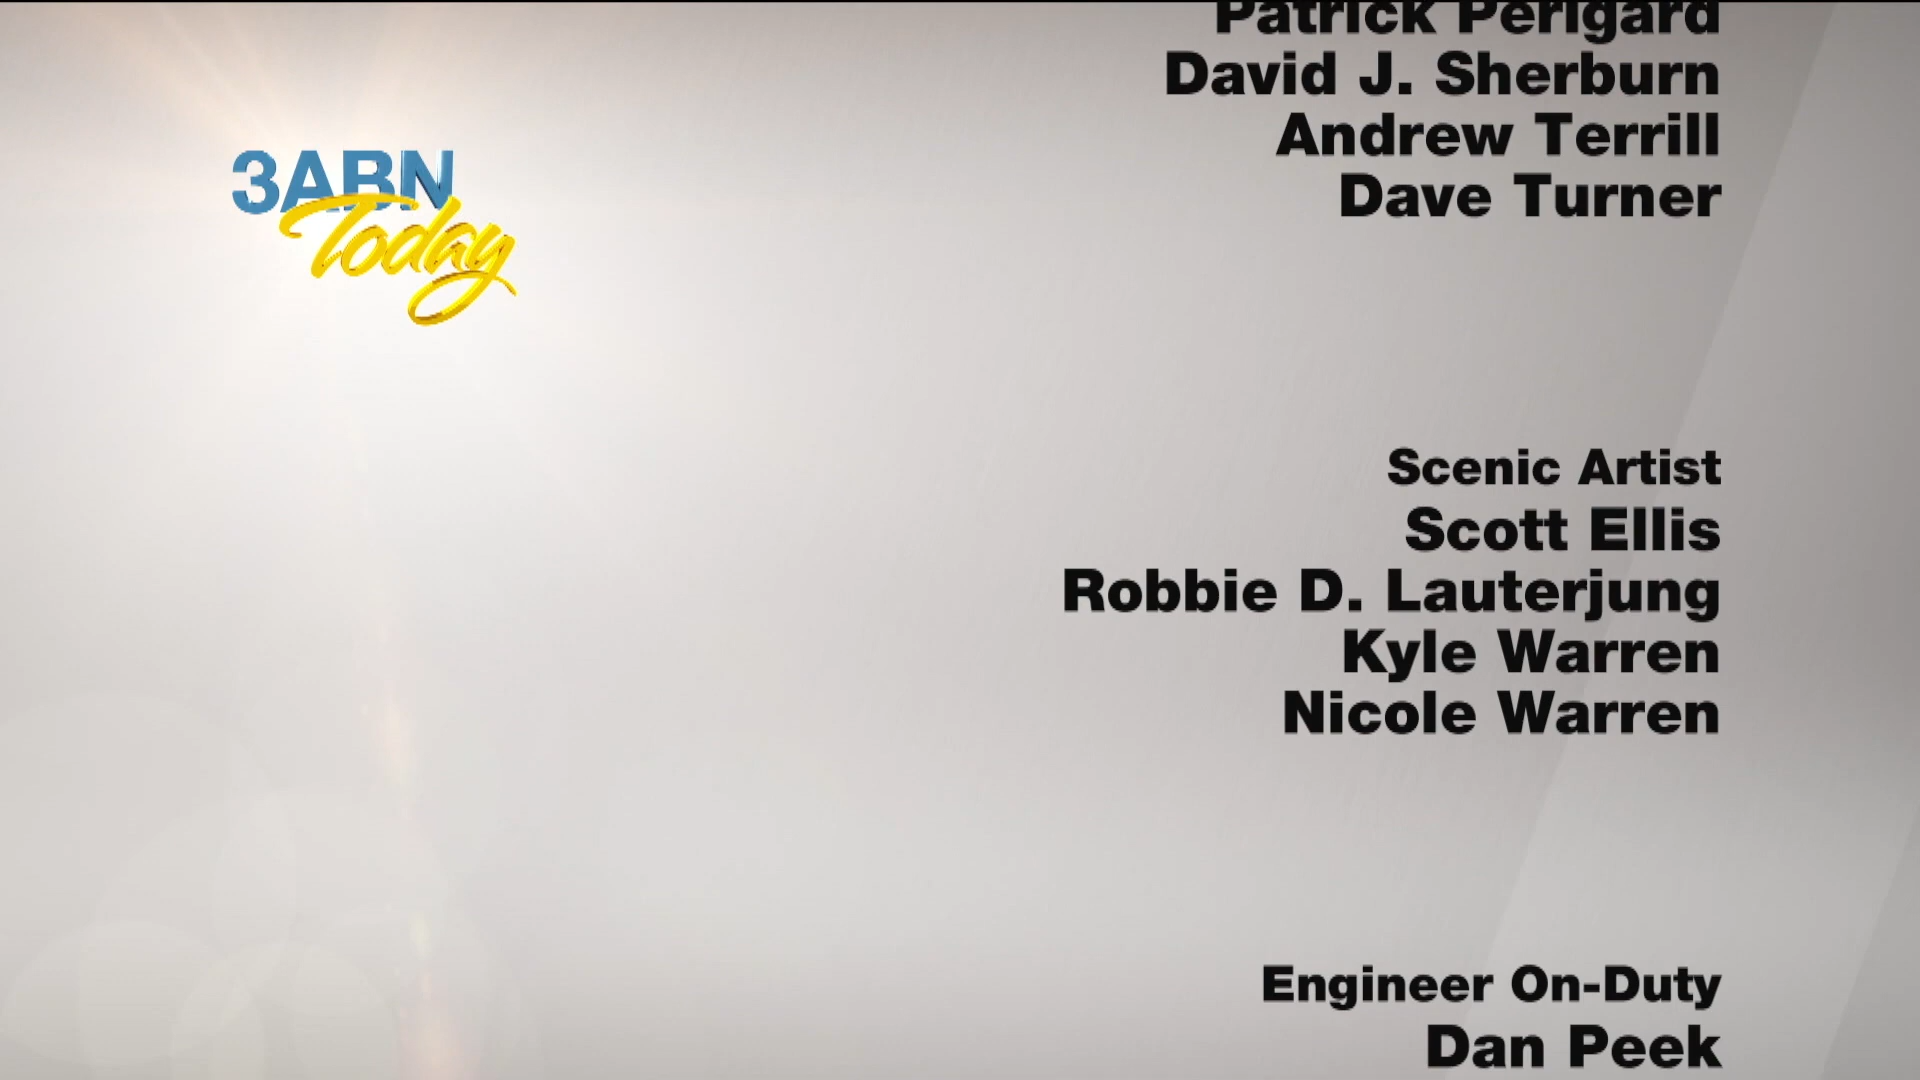 3ABN
Today
Patrick Perigard
David J. Sherburn
Andrew Terrill
Dave Turner
Scenic Artist
Scott Ellis
Robbie D. Lauterjung
Kyle Warren
Nicole Warren
Engineer On-Duty
Dan Peek